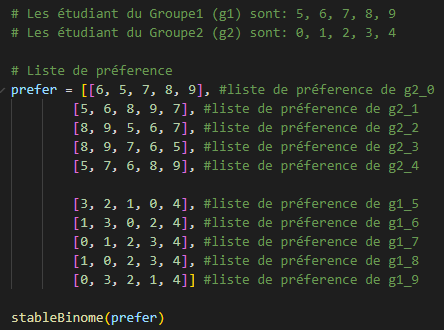 # Les étudiant du Groupe1 (g1) sont: 5, 6, 7, 8, 9
# Les étudiant du Groupe2 (g2) sont: 0, 1, 2, 3, 4

# Liste de préference
prefer = [[6, 5, 7, 8, 9], #liste de préference de g2_0
[5, 6, 8, 9, 7], #liste de préference de g2_1
[8, 9, 5, 6, 7], #liste de préference de g2_2
[8, 9, 7, 6, 5], #liste de préference de g2_3
[5, 7, 6, 8, 9], #liste de préference de g2_4

[3, 2, 1, 0, 4], #liste de préference de g1_5
[1, 3, 0, 2, 4], #liste de préference de g1_6
[0, 1, 2, 3, 4], #liste de préference de g1_7
[1, 0, 2, 3, 4], #liste de préference de g1_8
[0, 3, 2, 1, 4]] #liste de préference de g1_9

stableBinome(prefer)